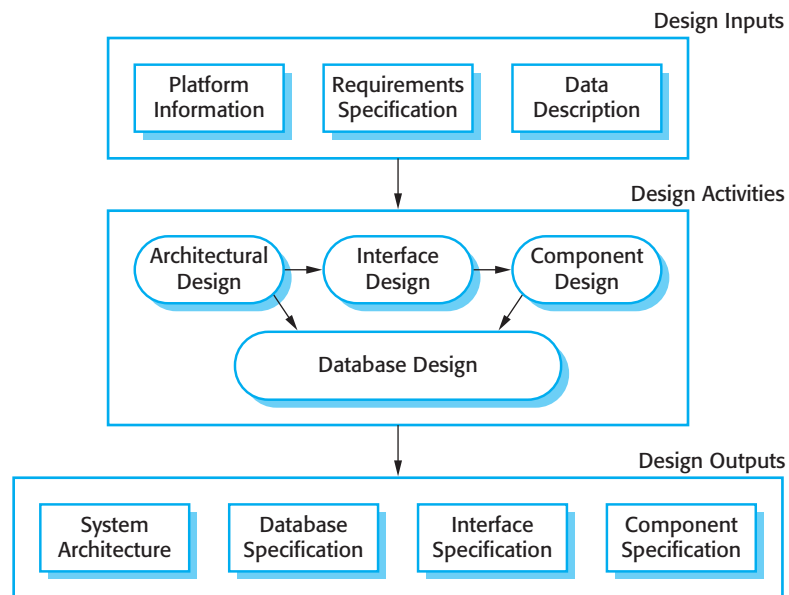 Design Inputs
Platform
Information
Requirements
Specification
Data
Description
Design Activities
Architectural
Design
Interface
Design
Component
Design
Database Design
Design Outputs
System
Architecture
Database
Specification
Interface
Specification
Component
Specification